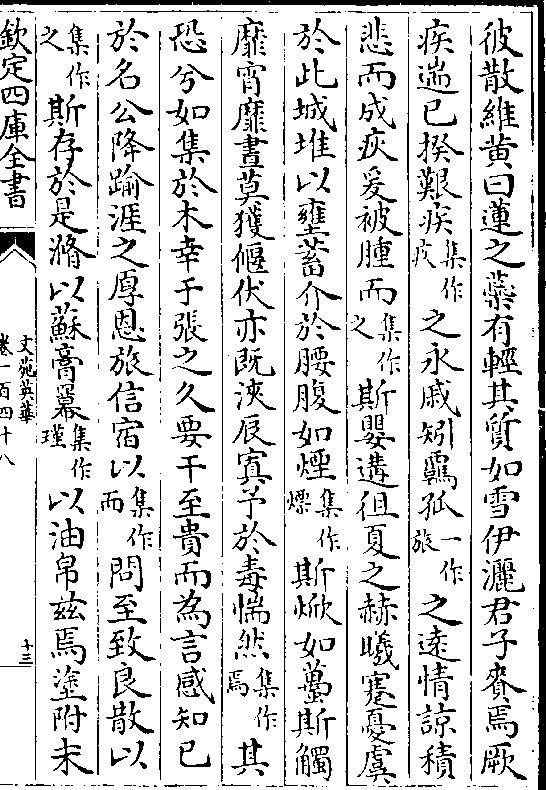 彼散維黄曰蓮之蘂有輕其質如雪伊灑君子賚焉厥
疾遄已揆艱疾集作疚之永戚矧羈孤一作旅之逺情諒積
悲而成疢爰被腫而集作之斯嬰遘徂夏之赫曦蹇憂虞
於此城堆以壅蓄介於腰腹如煙集作熛斯焮如蠆斯觸
靡宵靡晝莫獲偃伏亦既浹辰寘予於毒惴然集作焉其
恐兮如集於木幸予張之久要干至貴而為言感知已
於名公降踰涯之厚恩旅信宿以集作而問至致良散以
集作之斯存於是滫以蘇膏冪集作瑾以油帛兹焉塗附未
欽定四庫全書
文苑英華
卷一百四十八
十三